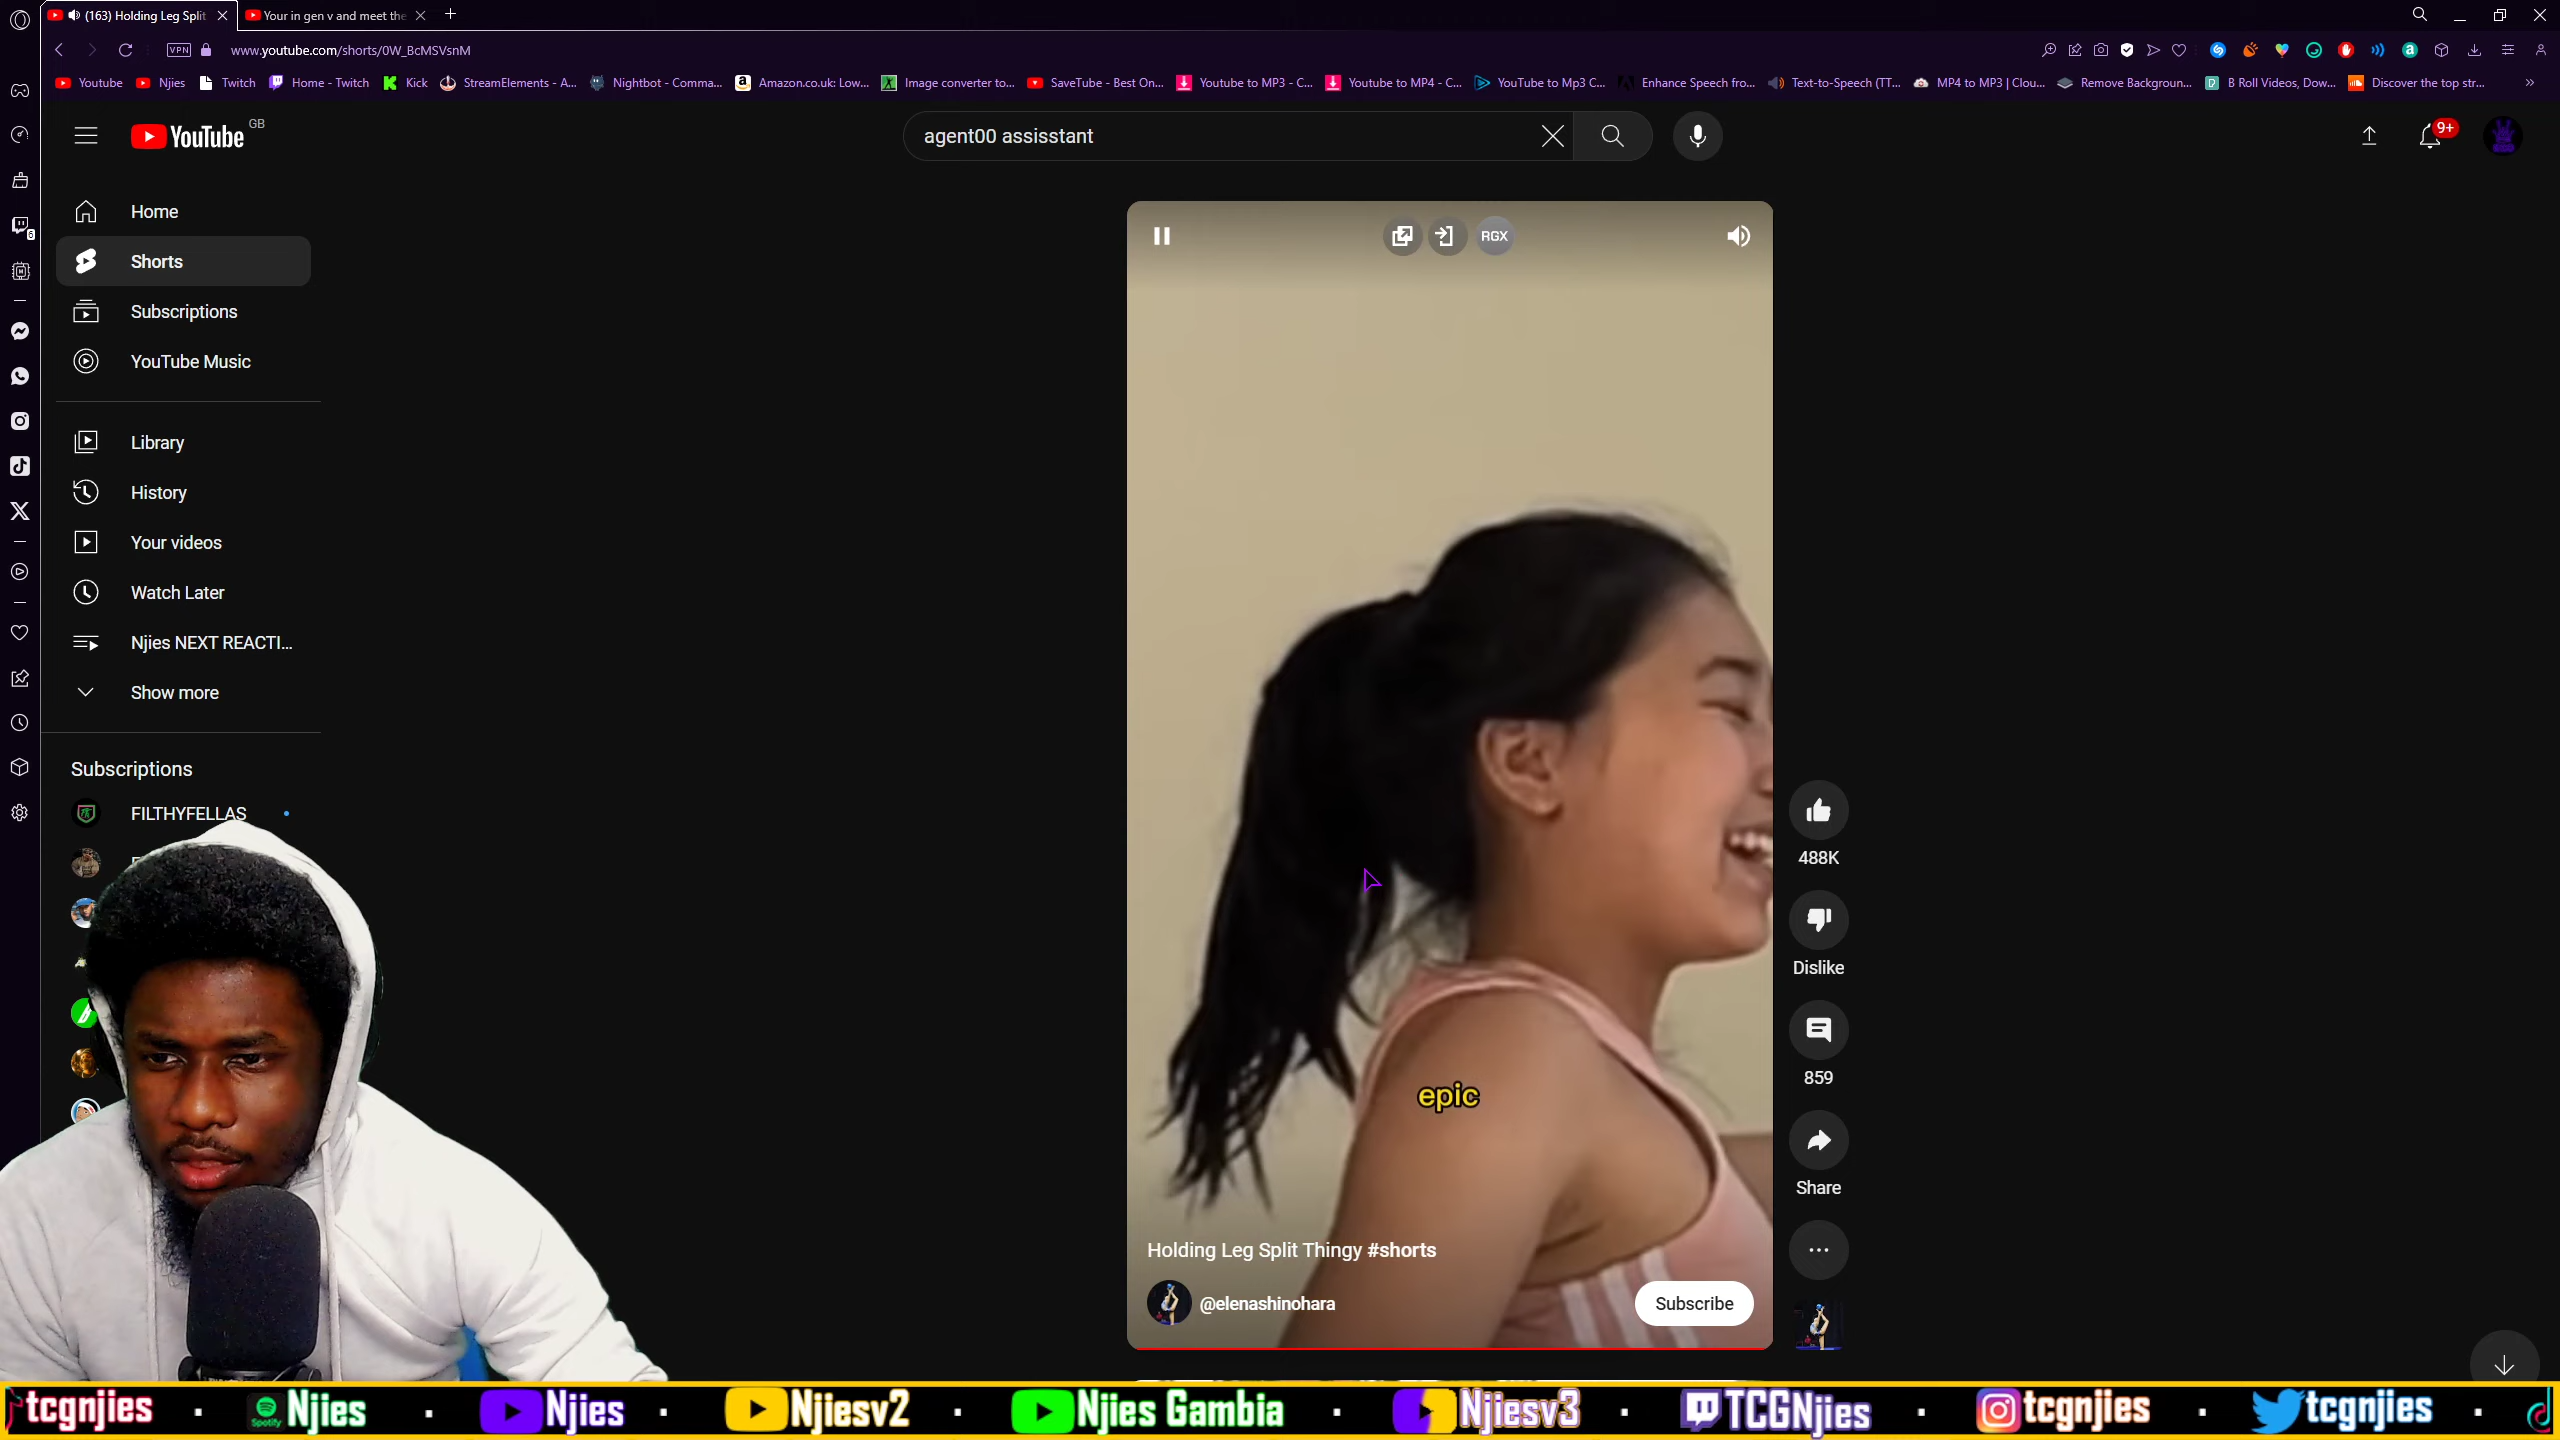 (163) Holding Leg Split
Your in gen v and meet the
VPN
www.youtube.com/shorts/0W_BcMSVsnM
Youtube
Njies
Twitch
Home - Twitch
Kick
StreamElements - A...
Nightbot - Comma...
Amazon.co.uk: Low...
Image converter to...
SaveTube - Best On...
Youtube to MP3 - C...
Youtube to MP4 - C...
YouTube to Mp3 C...
Enhance Speech fro...
Text-to-Speech (TT...
MP4 to MP3 | Clou...
Remove Backgroun...
B Roll Videos, Dow...
Discover the top str...
YouTube GB
agent00 assisstant
9+
Home
Shorts
Subscriptions
YouTube Music
Library
History
Your videos
Watch Later
Njies NEXT REACTI...
Show more
Subscriptions
FILTHYFELLAS
6
RGX
488K
Dislike
859
Share
epic
Holding Leg Split Thingy #shorts
@elenashinohara
Subscribe
tcgnjies
Spotify
Njies
Njies
Njiesv2
Njies Gambia
Njiesv3
TCGNjies
tcgnjies
tcgnjies